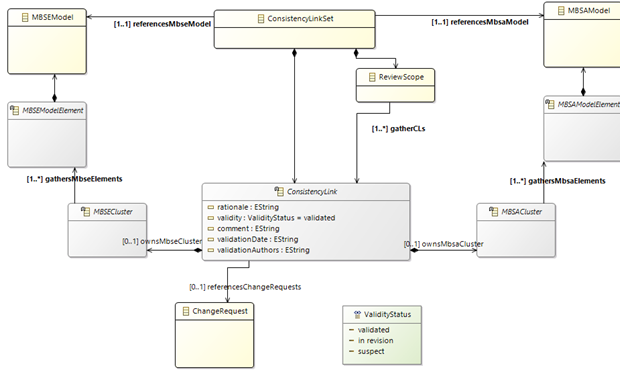 MBSEModel
ConsistencyLinkSet
MBSAModel
[1..1] referencesMbseModel
[1..1] referencesMbsaModel
ReviewScope
MBSEModelElement
MBSAModelElement
[1..*] gatherCLs
[1..*] gathersMbseElements
[1..*] gathersMbsaElements
ConsistencyLink
rationale : EString
validity : ValidityStatus = validated
comment : EString
validationDate : EString
validationAuthors : EString
MBSECluster
MBSACluster
[0..1] ownsMbseCluster
[0..1] ownsMbsaCluster
[0..1] referencesChangeRequests
ChangeRequest
ValidityStatus
validated
in revision
suspect